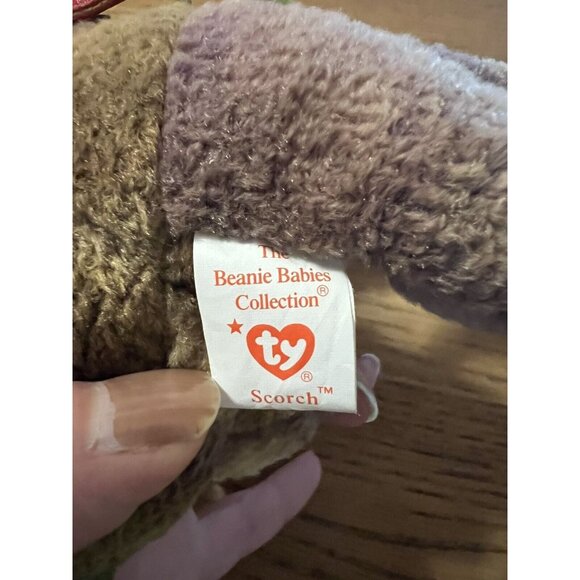 The
Beanie Babies
Collection®
★ ty ®
Scorch™